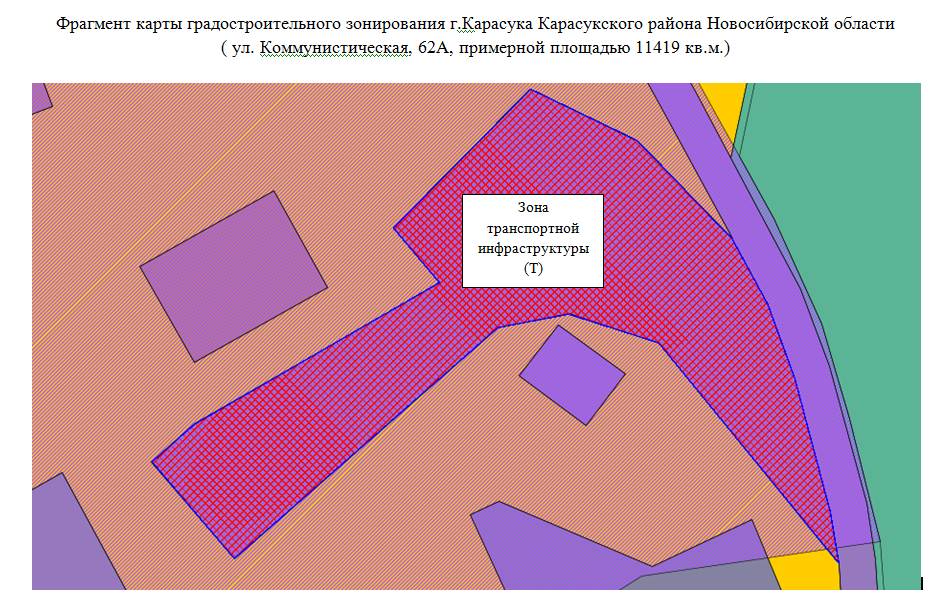 Фрагмент карты градостроительного зонирования г.Карасука Карасукского района Новосибирской области
( ул. Коммунистическая, 62А, примерной площадью 11419 кв.м.)
Зона
транспортной
инфраструктуры
(Т)